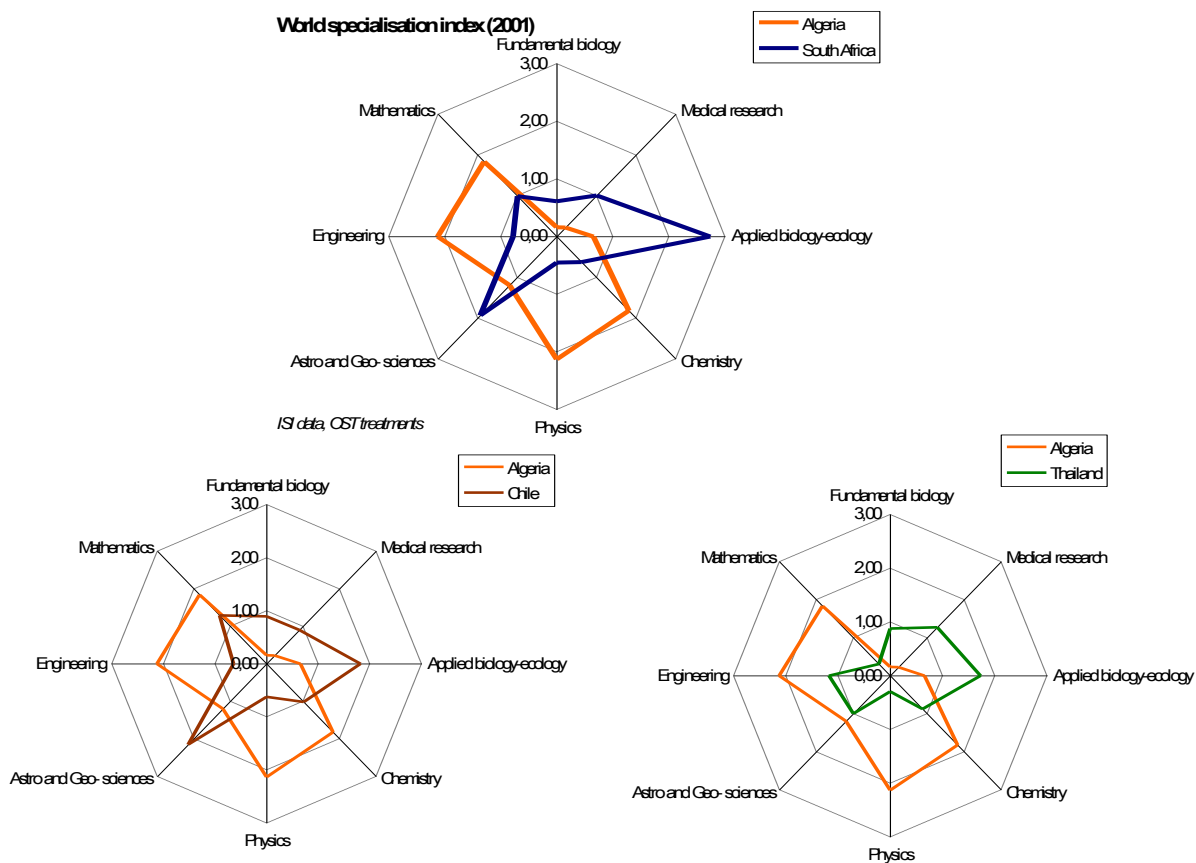 World specialisation index (2001)
Algeria
South Africa
Fundamental biology
3,00
Mathematics
Medical research
2,00
1,00
Engineering
0,00
Applied biology-ecology
Astro and Geo- sciences
Chemistry
Physics
ISI data, OST treatments
Algeria
Chile
Fundamental biology
3,00
Mathematics
Medical research
2,00
1,00
Engineering
0,00
Applied biology-ecology
Astro and Geo- sciences
Chemistry
Physics
Algeria
Thailand
Fundamental biology
3,00
Mathematics
Medical research
2,00
1,00
Engineering
0,00
Applied biology-ecology
Astro and Geo- sciences
Chemistry
Physics